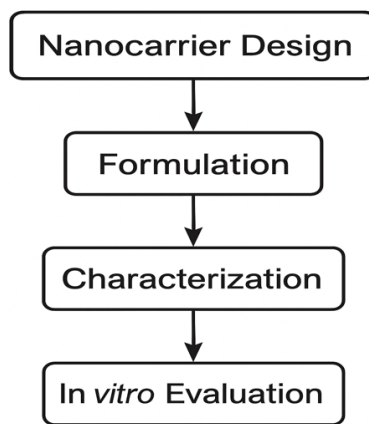 Nanocarrier Design
Formulation
Characterization
In vitro Evaluation